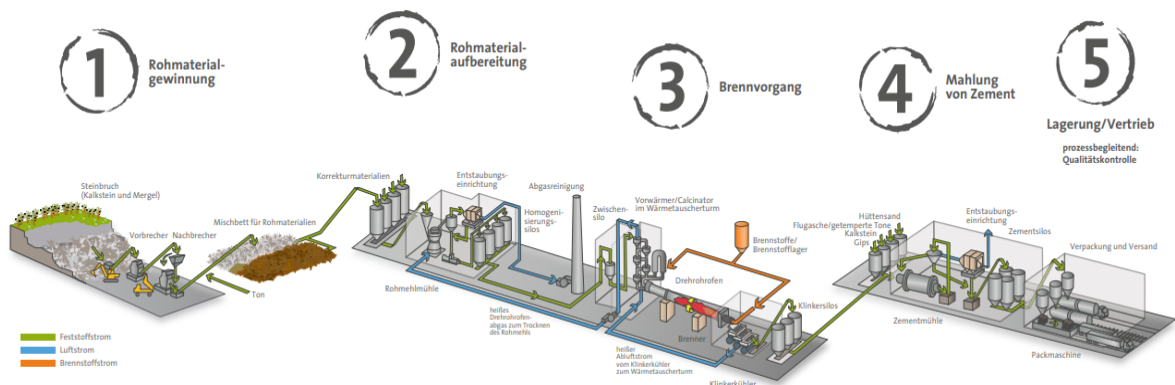 1
Rohmaterial-
gewinnung
2
Rohmaterial-
aufbereitung
3
Brennvorgang
4
Mahlung
von Zement
5
Lagerung/Vertrieb
prozessbegleitend:
Qualitätskontrolle
Steinbruch
(Kalkstein und Mergel)
Vorbrecher
Nachbrecher
Mischbett für Rohmaterialien
Ton
Korrekturmaterialien
Entstaubungs-
einrichtung
Homogeni-
sierungs-
silos
Rohmehlmühle
Abgasreinigung
heißes
Drehrohrofen-
abgas zum Trocknen
des Rohmehls
Zwischen-
silo
Vorwärmer/Calcinator
im Wärmetauscherturm
Brennstoffe/
Brennstofflager
Drehrohrofen
Brenner
heißer
Abluftstrom
vom Klinkerkühler
zum Wärmetauscherturm
Klinkersilos
Klinkerkühler
Hüttensand
Flugasche/getemperte Tone
Kalkstein
Gips
Entstaubungs-
einrichtung
Zementsilos
Zementmühle
Verpackung und Versand
Packmaschine
Feststoffstrom
Luftstrom
Brennstoffstrom